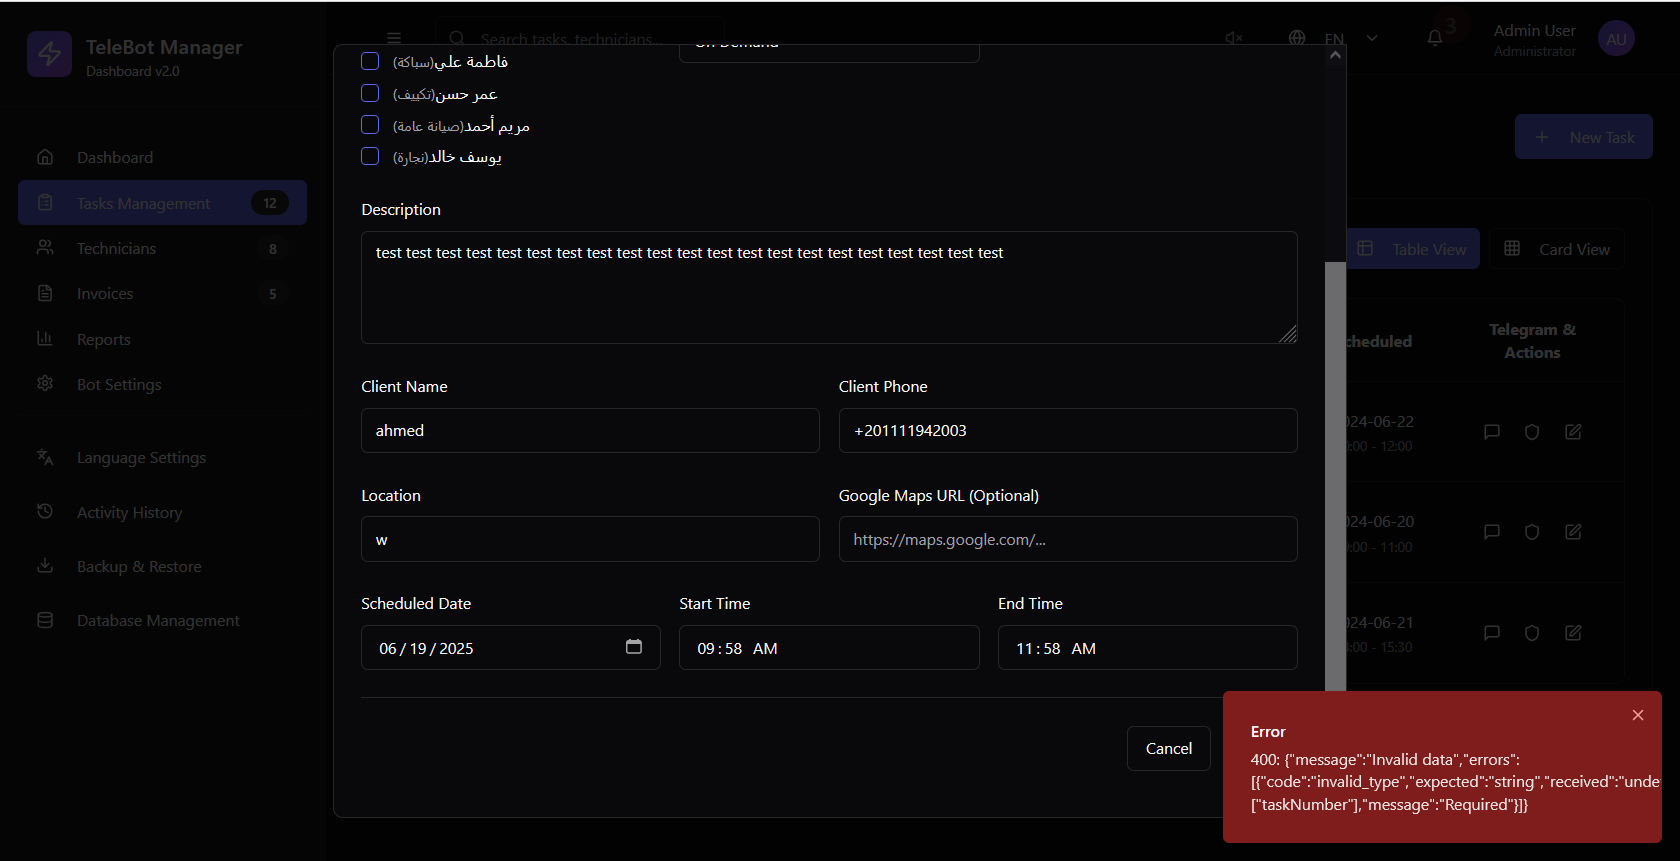 TeleBot Manager
Dashboard v2.0
Search tasks, technicians...
EN
3
Admin User
Administrator
AU
Dashboard
Tasks Management 12
Technicians 8
Invoices 5
Reports
Bot Settings
Language Settings
Activity History
Backup & Restore
Database Management
On Demand
فاطمة علي(سباكة)
عمر حسن(تكييف)
مريم أحمد(صيانة عامة)
يوسف خالد(نجارة)
Description
test test test test test test test test test test test test test test test test test test test test test
Client Name
Client Phone
ahmed
+201111942003
Location
Google Maps URL (Optional)
w
https://maps.google.com/...
Scheduled Date
Start Time
End Time
06/19/2025
09:58 AM
11:58 AM
Cancel
New Task
Table View
Card View
cheduled
Telegram &
Actions
024-06-22
:00 - 12:00
024-06-20
:00 - 11:00
024-06-21
:00 - 15:30
Error
400: {"message":"Invalid data","errors":
[{"code":"invalid_type","expected":"string","received":"unde
["taskNumber"],"message":"Required"}]}